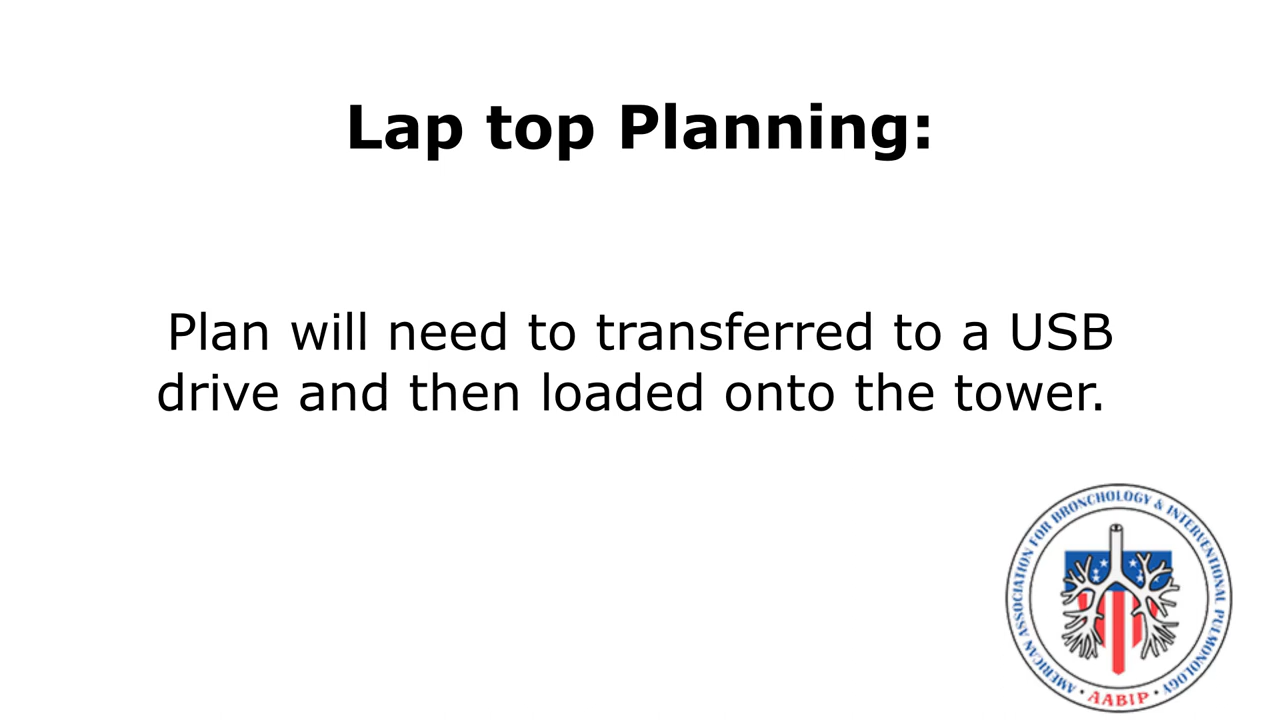 Lap top Planning:
Plan will need to transferred to a USB
drive and then loaded onto the tower.
AMERICAN ASSOCIATION FOR BRONCHOLOGY & INTERVENTIONAL PULMONOLOGY
· AABIP ·